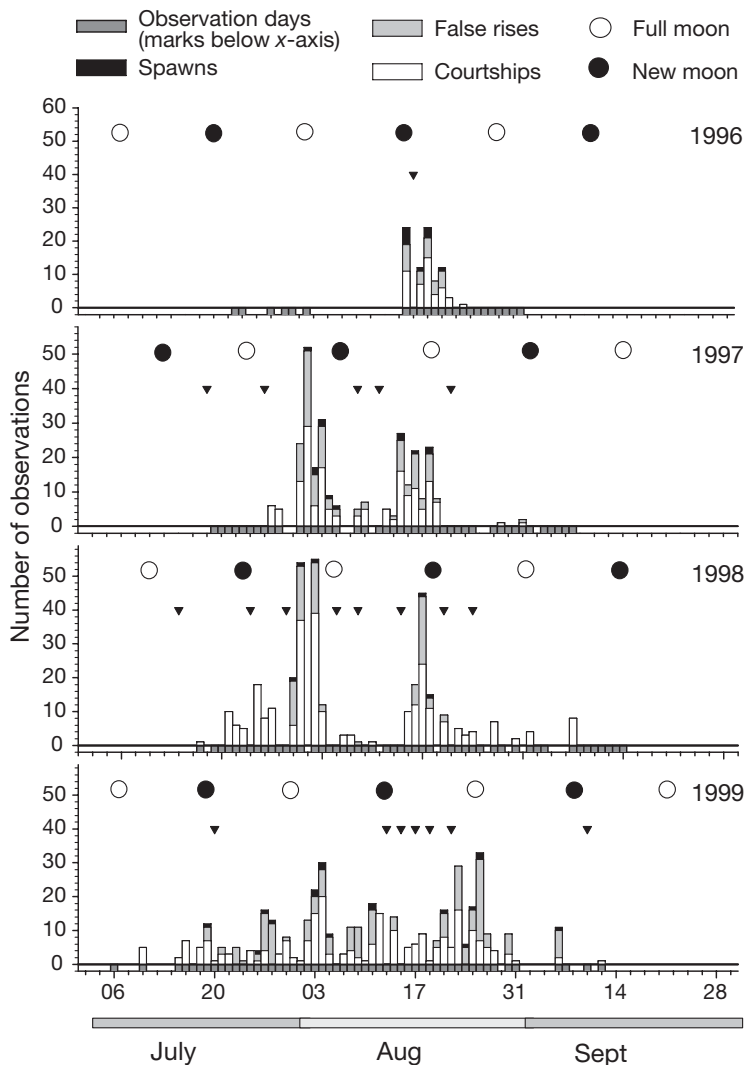 Observation days
(marks below x-axis)
Spawns
False rises
Courtships
Full moon
New moon
Number of observations
60
50
40
30
20
10
0
1996
50
40
30
20
10
0
1997
50
40
30
20
10
0
1998
50
40
30
20
10
0
1999
06 20 03 17 31 14 28
July Aug Sept